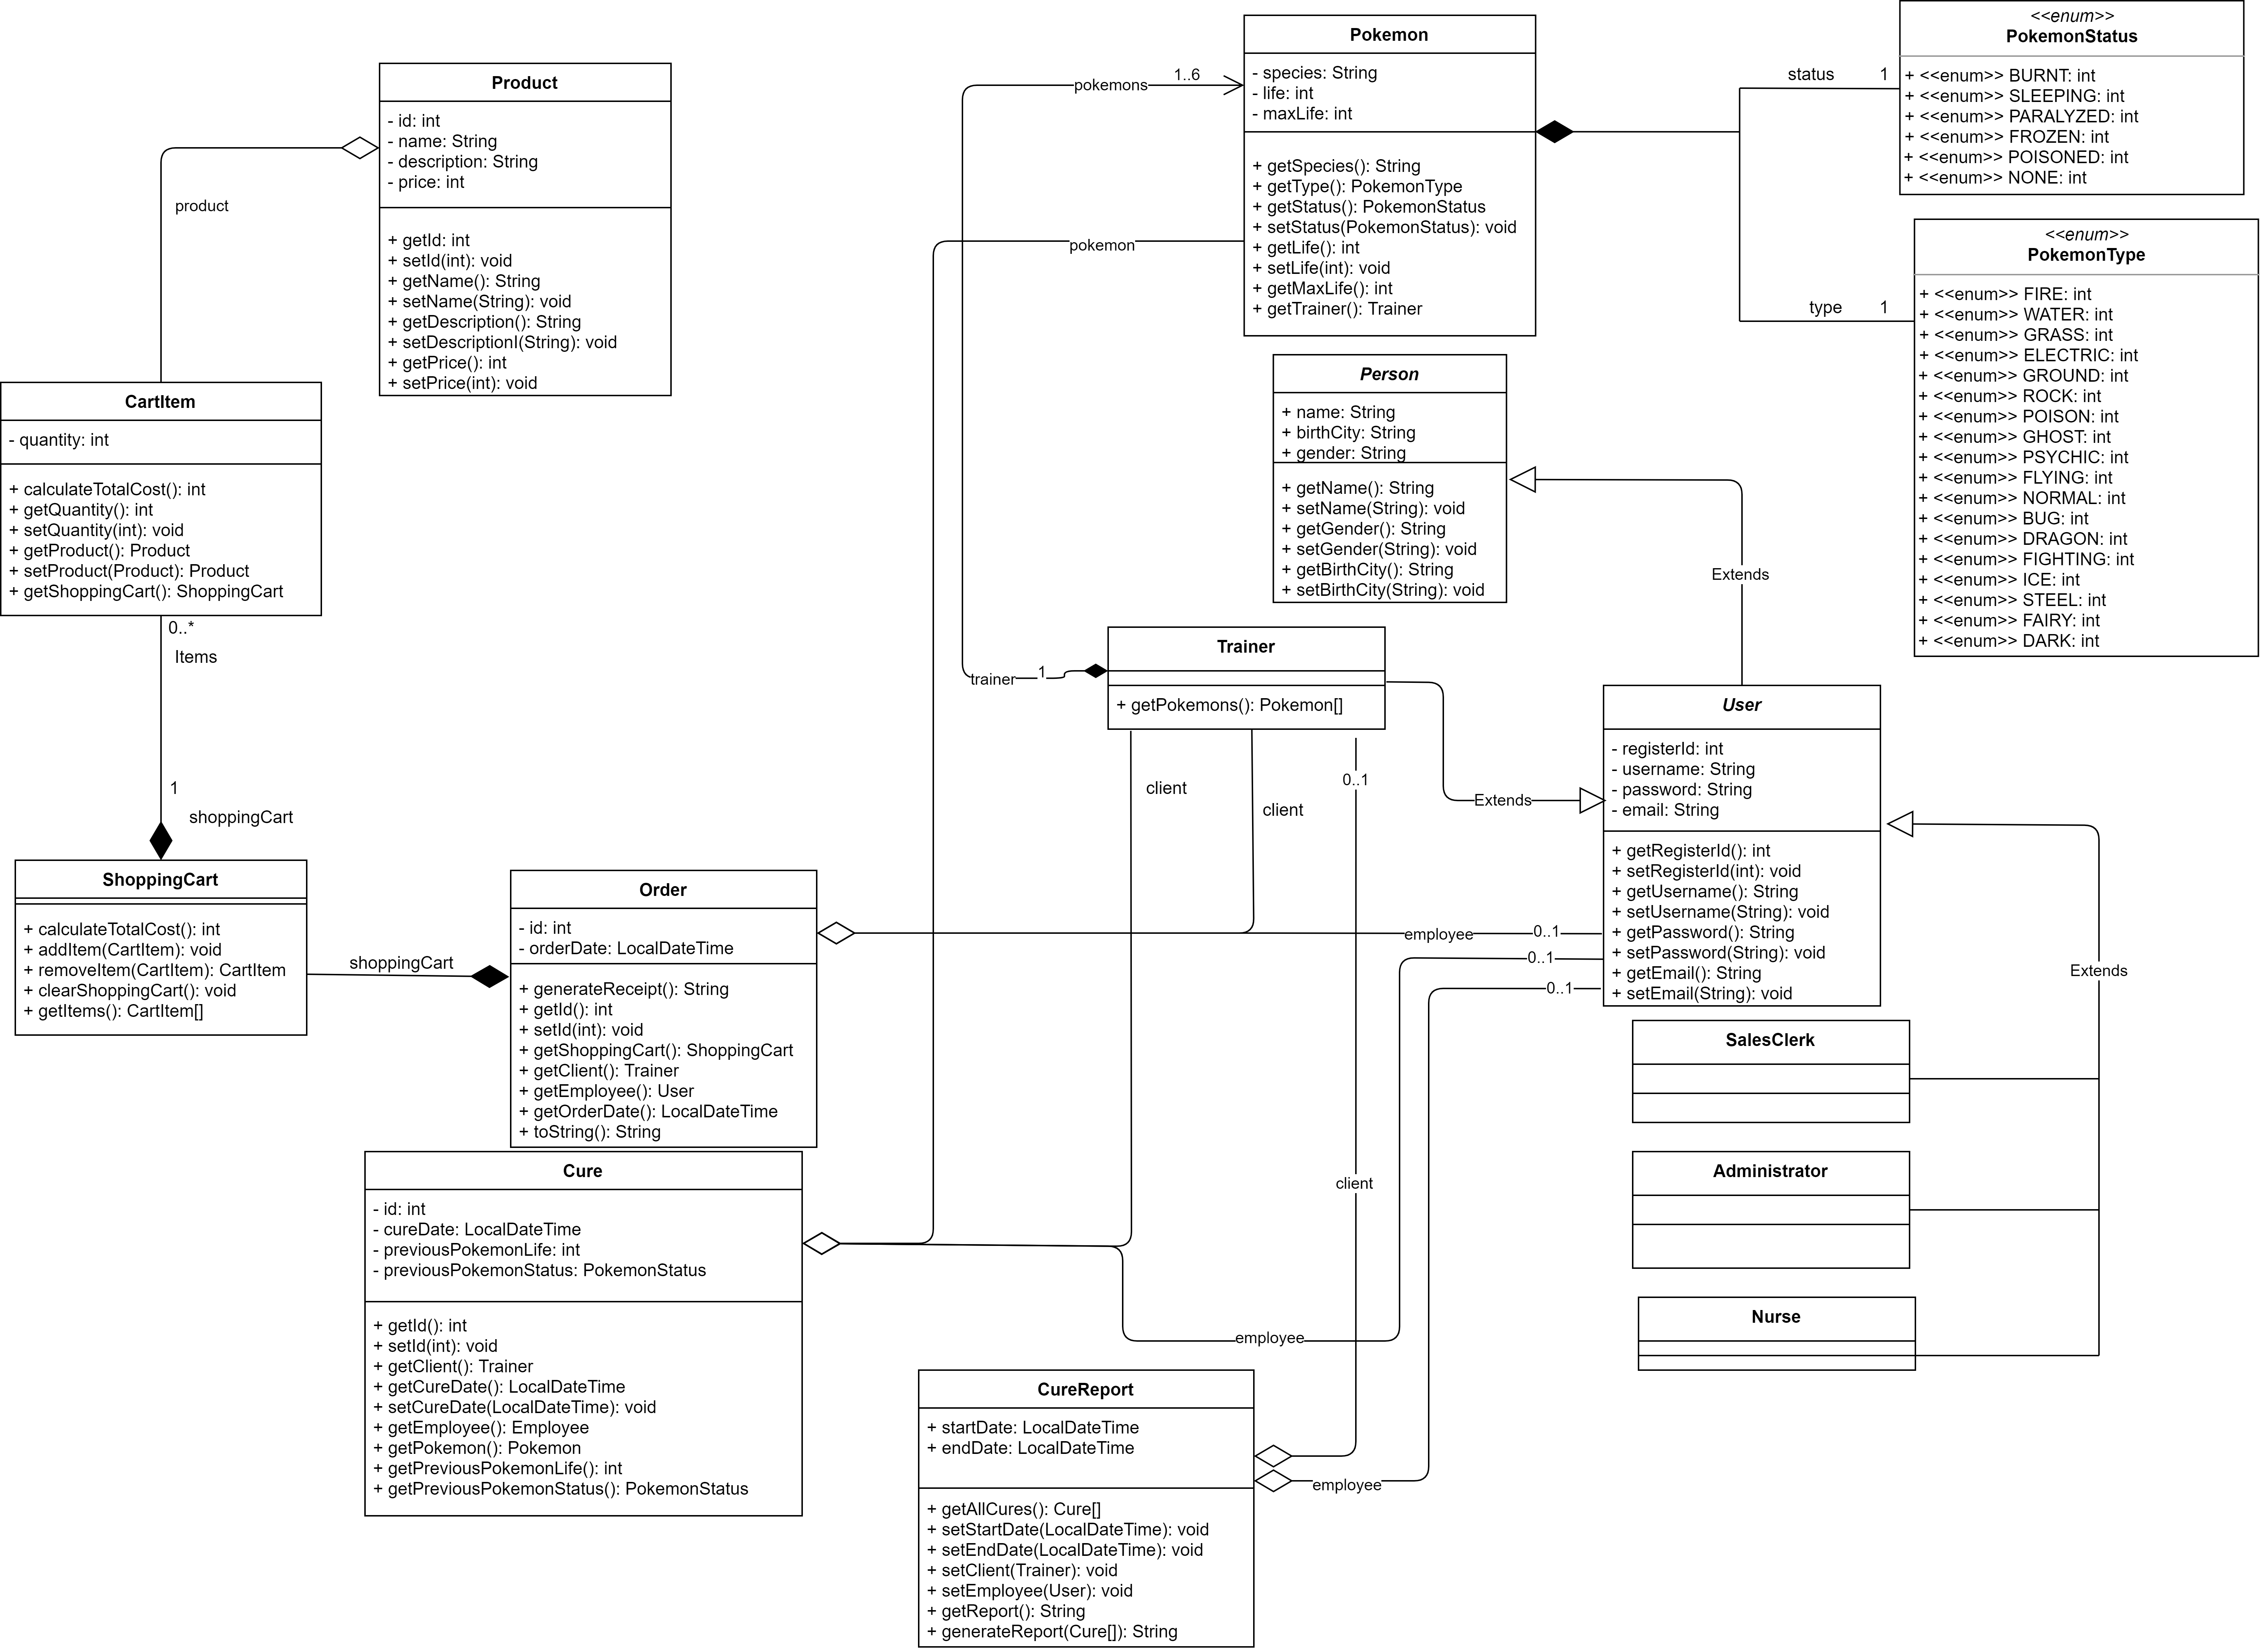 Product
- id: int
- name: String
- description: String
- price: int
+ getId: int
+ setId(int): void
+ getName(): String
+ setName(String): void
+ getDescription(): String
+ setDescriptionI(String): void
+ getPrice(): int
+ setPrice(int): void
product
CartItem
- quantity: int
+ calculateTotalCost(): int
+ getQuantity(): int
+ setQuantity(int): void
+ getProduct(): Product
+ setProduct(Product): Product
+ getShoppingCart(): ShoppingCart
0..*
Items
1
shoppingCart
ShoppingCart
+ calculateTotalCost(): int
+ addItem(CartItem): void
+ removeItem(CartItem): CartItem
+ clearShoppingCart(): void
+ getItems(): CartItem[]
shoppingCart
Order
- id: int
- orderDate: LocalDateTime
+ generateReceipt(): String
+ getId(): int
+ setId(int): void
+ getShoppingCart(): ShoppingCart
+ getClient(): Trainer
+ getEmployee(): User
+ getOrderDate(): LocalDateTime
+ toString(): String
Cure
- id: int
- cureDate: LocalDateTime
- previousPokemonLife: int
- previousPokemonStatus: PokemonStatus
+ getId(): int
+ setId(int): void
+ getClient(): Trainer
+ getCureDate(): LocalDateTime
+ setCureDate(LocalDateTime): void
+ getEmployee(): Employee
+ getPokemon(): Pokemon
+ getPreviousPokemonLife(): int
+ getPreviousPokemonStatus(): PokemonStatus
pokemons
1..6
pokemon
Pokemon
- species: String
- life: int
- maxLife: int
+ getSpecies(): String
+ getType(): PokemonType
+ getStatus(): PokemonStatus
+ setStatus(PokemonStatus): void
+ getLife(): int
+ setLife(int): void
+ getMaxLife(): int
+ getTrainer(): Trainer
status
1
type
1
<<enum>>
PokemonStatus
+ <<enum>> BURNT: int
+ <<enum>> SLEEPING: int
+ <<enum>> PARALYZED: int
+ <<enum>> FROZEN: int
+ <<enum>> POISONED: int
+ <<enum>> NONE: int
<<enum>>
PokemonType
+ <<enum>> FIRE: int
+ <<enum>> WATER: int
+ <<enum>> GRASS: int
+ <<enum>> ELECTRIC: int
+ <<enum>> GROUND: int
+ <<enum>> ROCK: int
+ <<enum>> POISON: int
+ <<enum>> GHOST: int
+ <<enum>> PSYCHIC: int
+ <<enum>> FLYING: int
+ <<enum>> NORMAL: int
+ <<enum>> BUG: int
+ <<enum>> DRAGON: int
+ <<enum>> FIGHTING: int
+ <<enum>> ICE: int
+ <<enum>> STEEL: int
+ <<enum>> FAIRY: int
+ <<enum>> DARK: int
Person
+ name: String
+ birthCity: String
+ gender: String
+ getName(): String
+ setName(String): void
+ getGender(): String
+ setGender(String): void
+ getBirthCity(): String
+ setBirthCity(String): void
Extends
trainer
1
Trainer
+ getPokemons(): Pokemon[]
client
client
0..1
Extends
User
- registerId: int
- username: String
- password: String
- email: String
+ getRegisterId(): int
+ setRegisterId(int): void
+ getUsername(): String
+ setUsername(String): void
+ getPassword(): String
+ setPassword(String): void
+ getEmail(): String
+ setEmail(String): void
employee
0..1
0..1
0..1
Extends
SalesClerk
Administrator
Nurse
client
employee
employee
CureReport
+ startDate: LocalDateTime
+ endDate: LocalDateTime
+ getAllCures(): Cure[]
+ setStartDate(LocalDateTime): void
+ setEndDate(LocalDateTime): void
+ setClient(Trainer): void
+ setEmployee(User): void
+ getReport(): String
+ generateReport(Cure[]): String